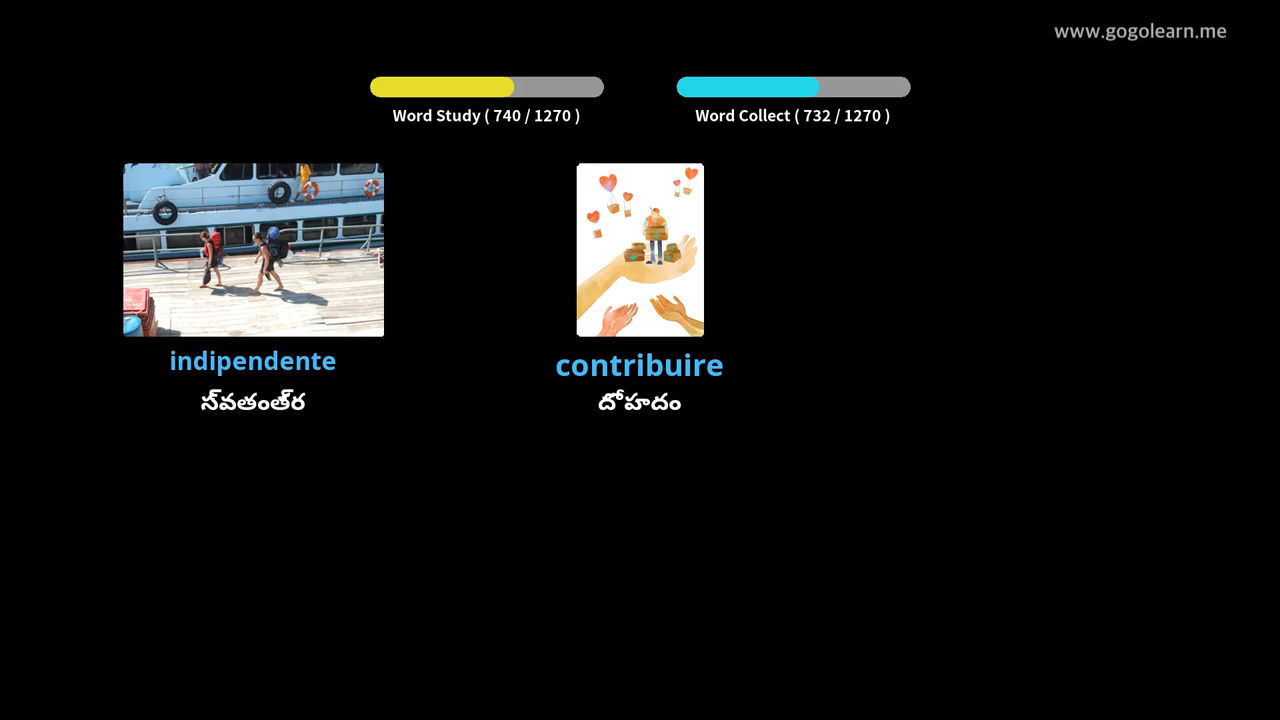 www.gogolearn.me
Word Study ( 740 / 1270 )
Word Collect ( 732 / 1270 )
indipendente
contribuire
స్వతంత్ర
దోహదం